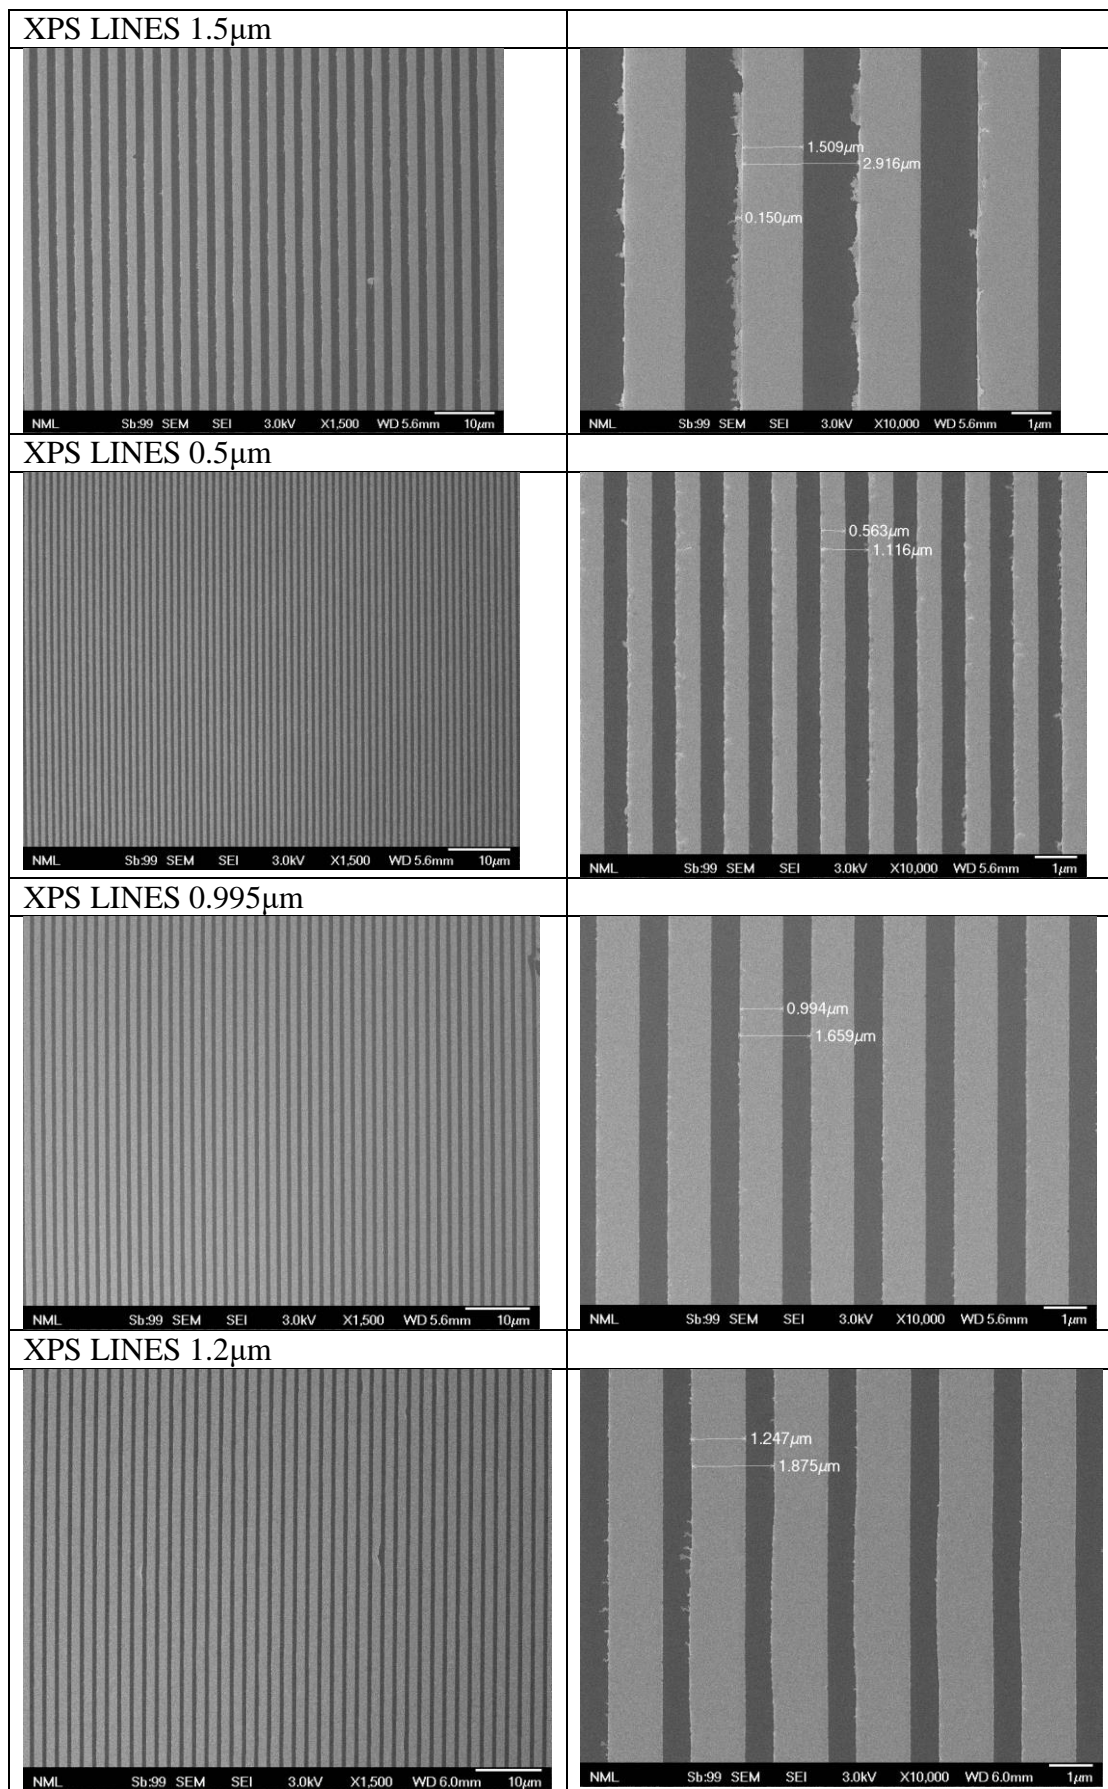 XPS LINES 1.5μm
1.509μm
2.916μm
0.150μm
NML Sb:99 SEM SEI 3.0kV X1,500 WD 5.6mm 10μm
NML Sb:99 SEM SEI 3.0kV X10,000 WD 5.6mm 1μm
XPS LINES 0.5μm
0.563μm
1.116μm
NML Sb:99 SEM SEI 3.0kV X1,500 WD 5.6mm 10μm
NML Sb:99 SEM SEI 3.0kV X10,000 WD 5.6mm 1μm
XPS LINES 0.995μm
0.994μm
1.659μm
NML Sb:99 SEM SEI 3.0kV X1,500 WD 5.6mm 10μm
NML Sb:99 SEM SEI 3.0kV X10,000 WD 5.6mm 1μm
XPS LINES 1.2μm
1.247μm
1.875μm
NML Sb:99 SEM SEI 3.0kV X1,500 WD 6.0mm 10μm
NML Sb:99 SEM SEI 3.0kV X10,000 WD 6.0mm 1μm